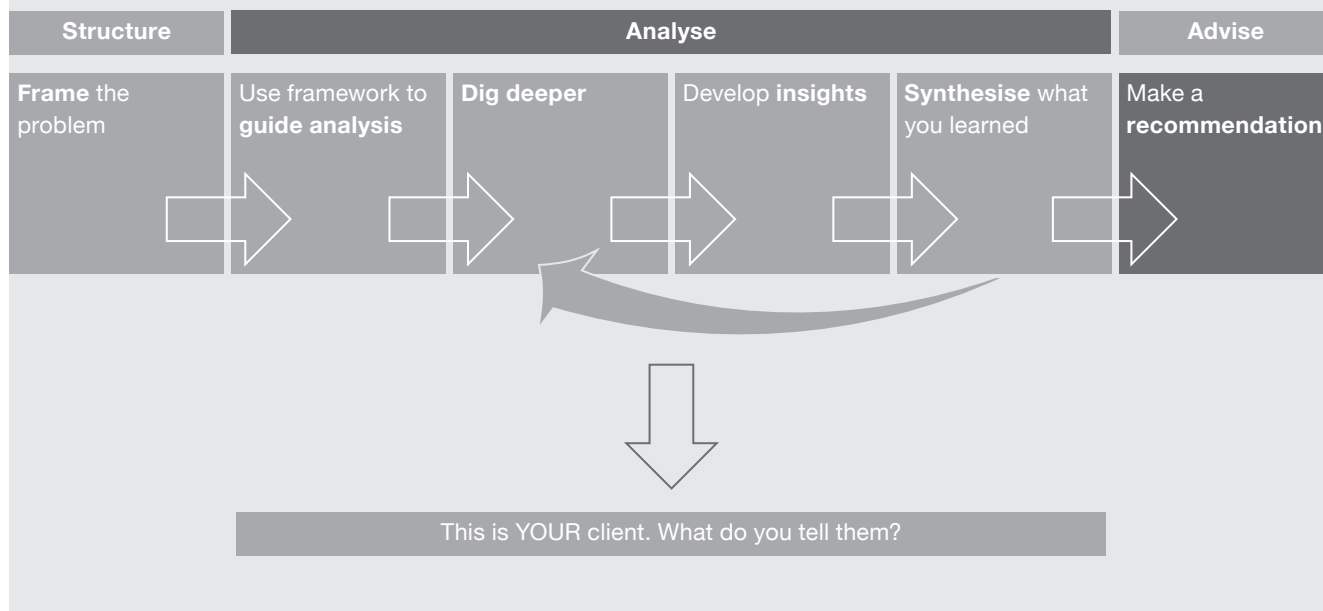 Structure
Analyse
Advise
Frame the
problem
Use framework to
guide analysis
Dig deeper
Develop insights
Synthesise what
you learned
Make a
recommendation
This is YOUR client. What do you tell them?